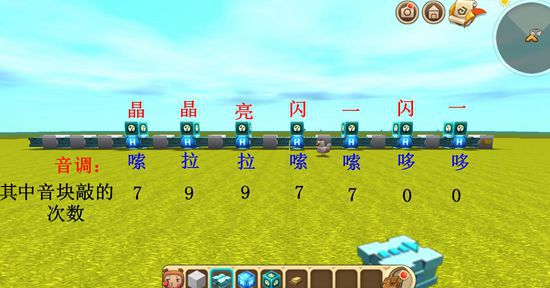 晶 晶 亮 闪 一 闪 一
音调: 嗦 拉 拉 嗦 嗦 哆 哆
其中音块敲的 7 9 9 7 7 0 0
次数